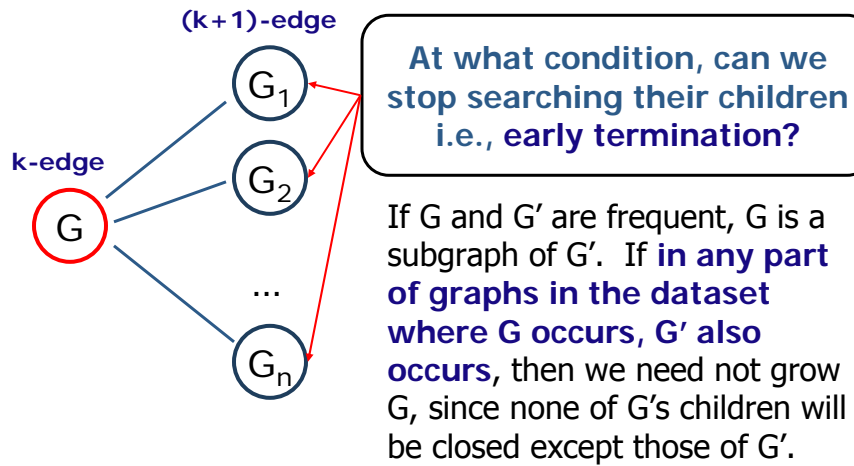 (k+1)-edge
At what condition, can we
stop searching their children
i.e., early termination?
G1
k-edge
G2
G
...
Gn
If G and G’ are frequent, G is a
subgraph of G’. If in any part
of graphs in the dataset
where G occurs, G’ also
occurs, then we need not grow
G, since none of G’s children will
be closed except those of G’.